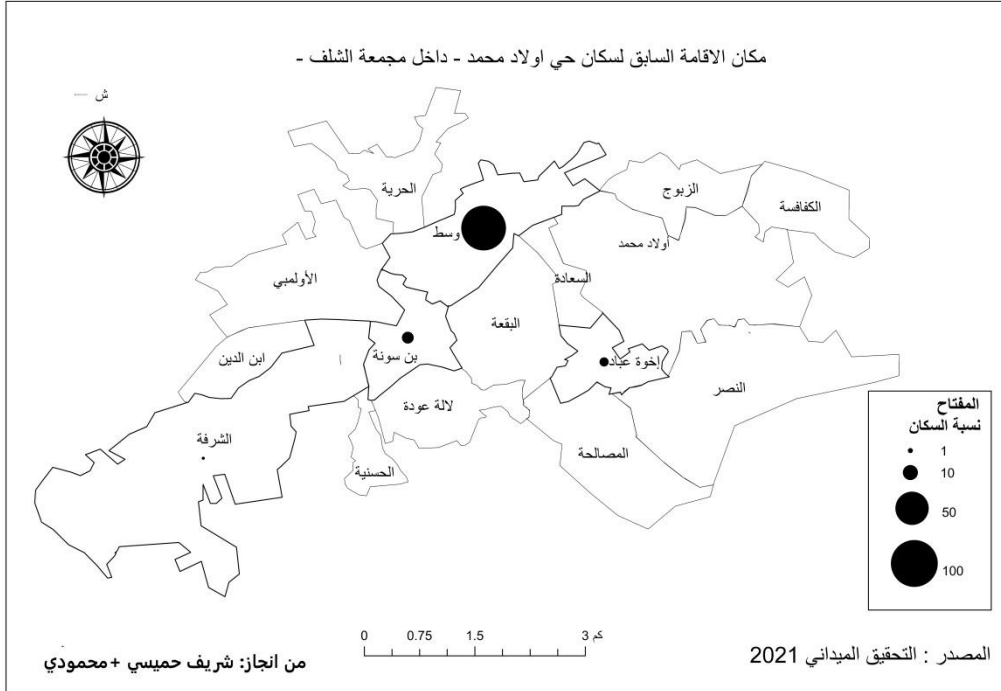 مكان الاقامة السابق لسكان حي اولاد محمد - داخل مجمعة الشلف -
ش
الحرية
الزبوج
الكفافسة
وسط
اولاد محمد
الأولمبي
السعادة
البقعة
ابن الدين
بن سونة
إخوة عباد
النصر
لالة عودة
الشرفة
المصالحة
الحسنية
المفتاح
نسبة السكان
1
10
50
100
0 0.75 1.5 3 كم
المصدر : التحقيق الميداني 2021
من انجاز: شريف حميسي + محمودي